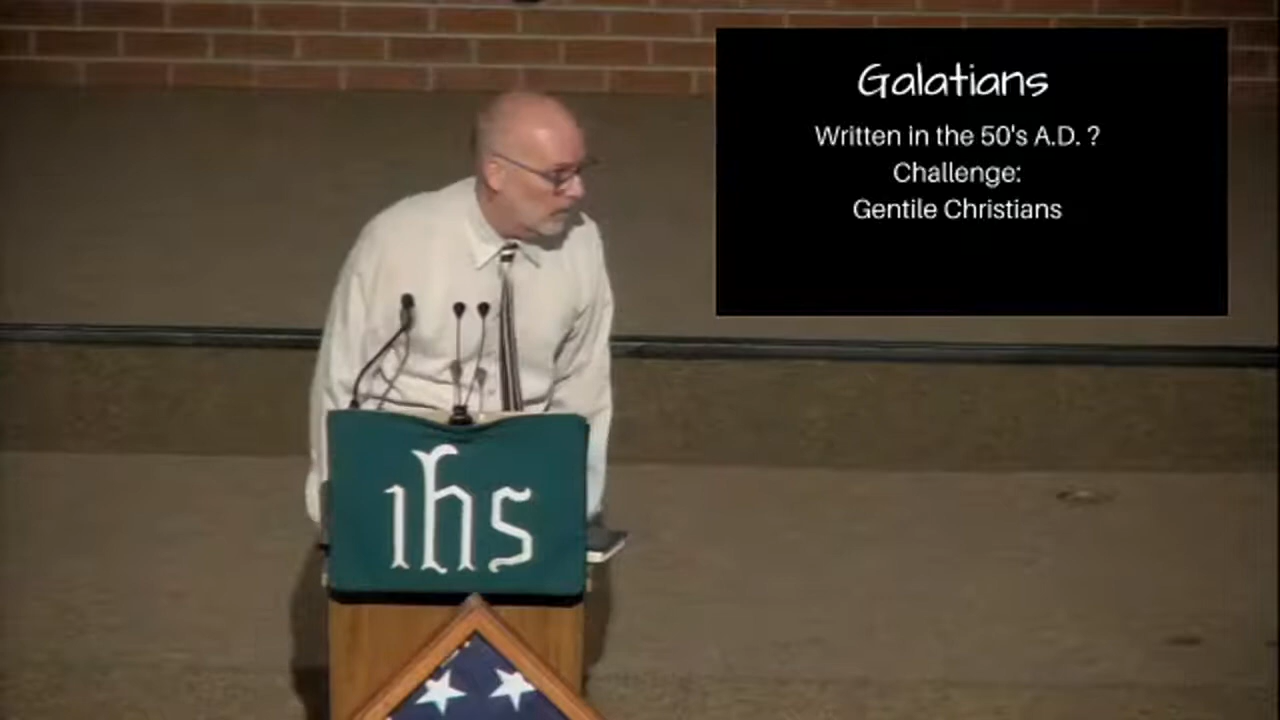 Galatians
Written in the 50's A.D. ?
Challenge:
Gentile Christians
ihs